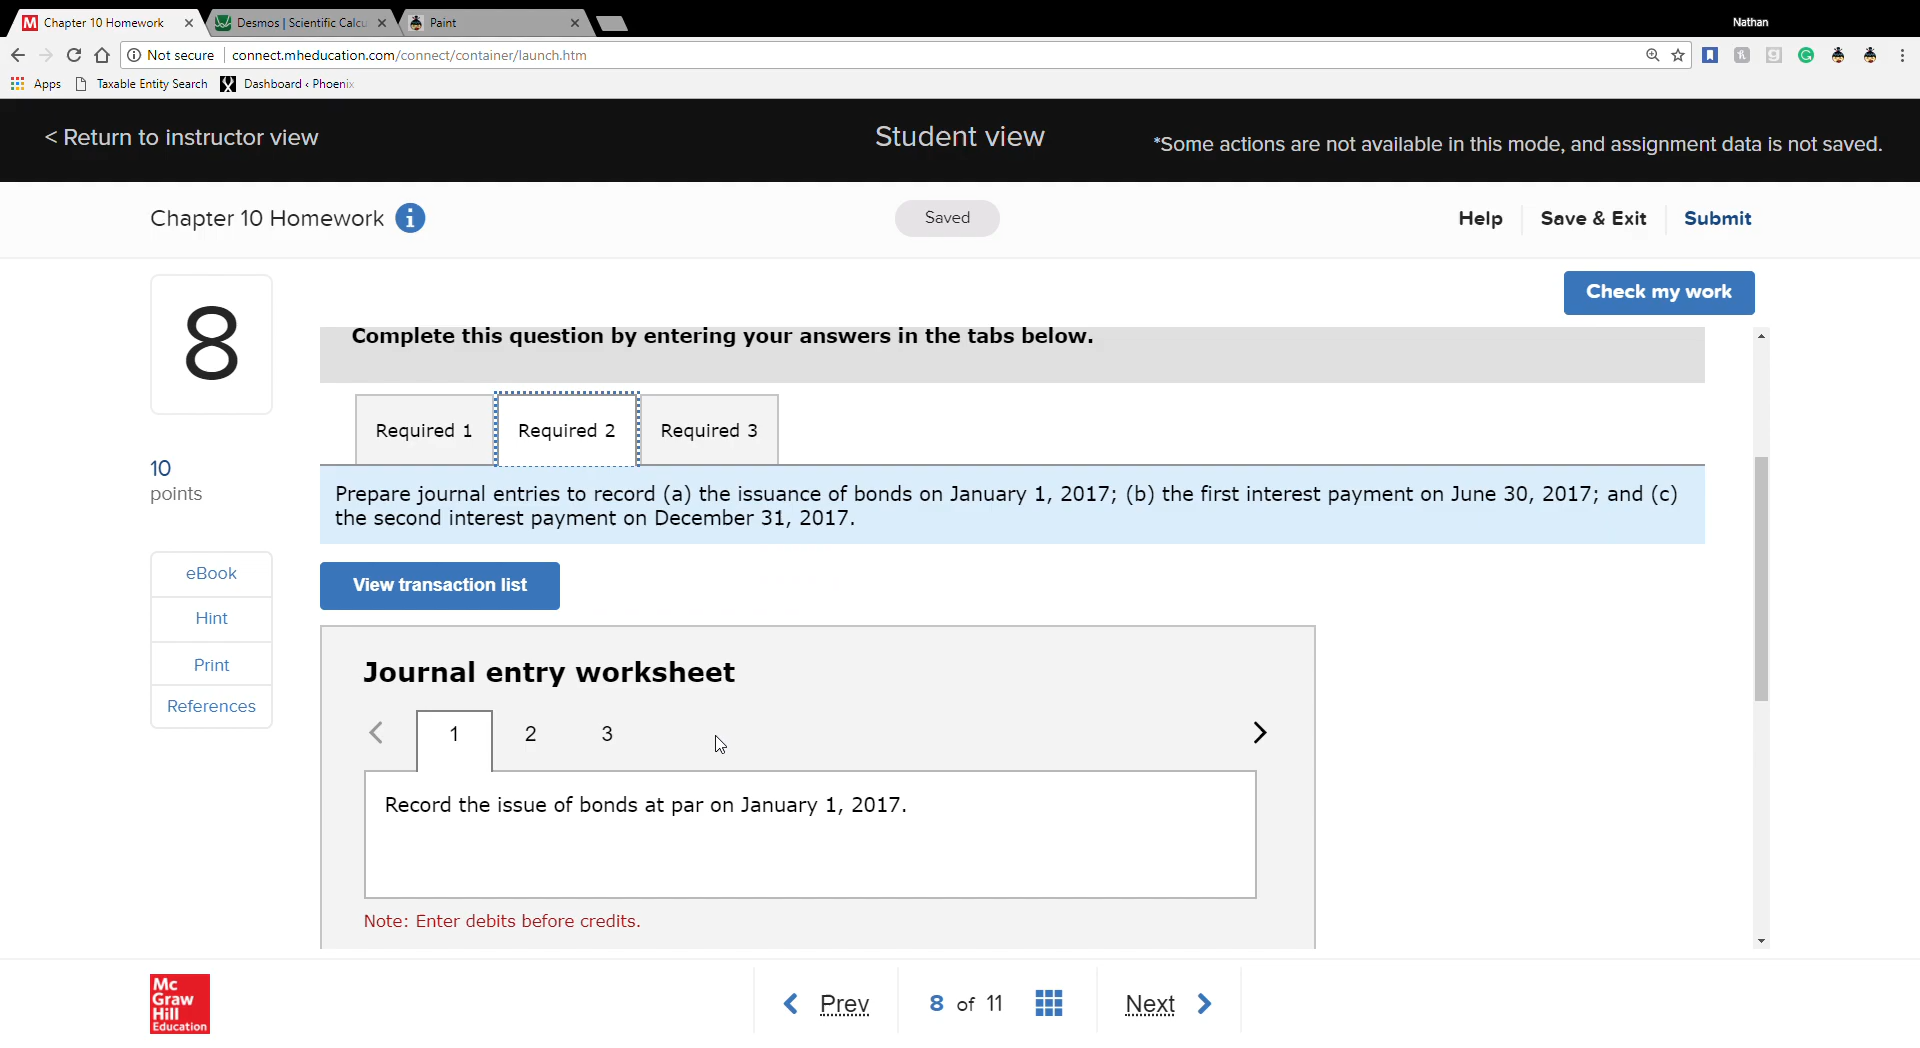 Chapter 10 Homework
Desmos | Scientific Calcu
Paint
Nathan
Not secure
connect.mheducation.com/connect/container/launch.htm
Apps
Taxable Entity Search
Dashboard ‹ Phoenix
< Return to instructor view
Student view
*Some actions are not available in this mode, and assignment data is not saved.
Chapter 10 Homework
Saved
Help
Save & Exit
Submit
8
Check my work
Complete this question by entering your answers in the tabs below.
Required 1
Required 2
Required 3
10
points
Prepare journal entries to record (a) the issuance of bonds on January 1, 2017; (b) the first interest payment on June 30, 2017; and (c)
the second interest payment on December 31, 2017.
eBook
Hint
Print
References
View transaction list
Journal entry worksheet
1
2
3
Record the issue of bonds at par on January 1, 2017.
Note: Enter debits before credits.
Mc
Graw
Hill
Education
Prev
8 of 11
Next